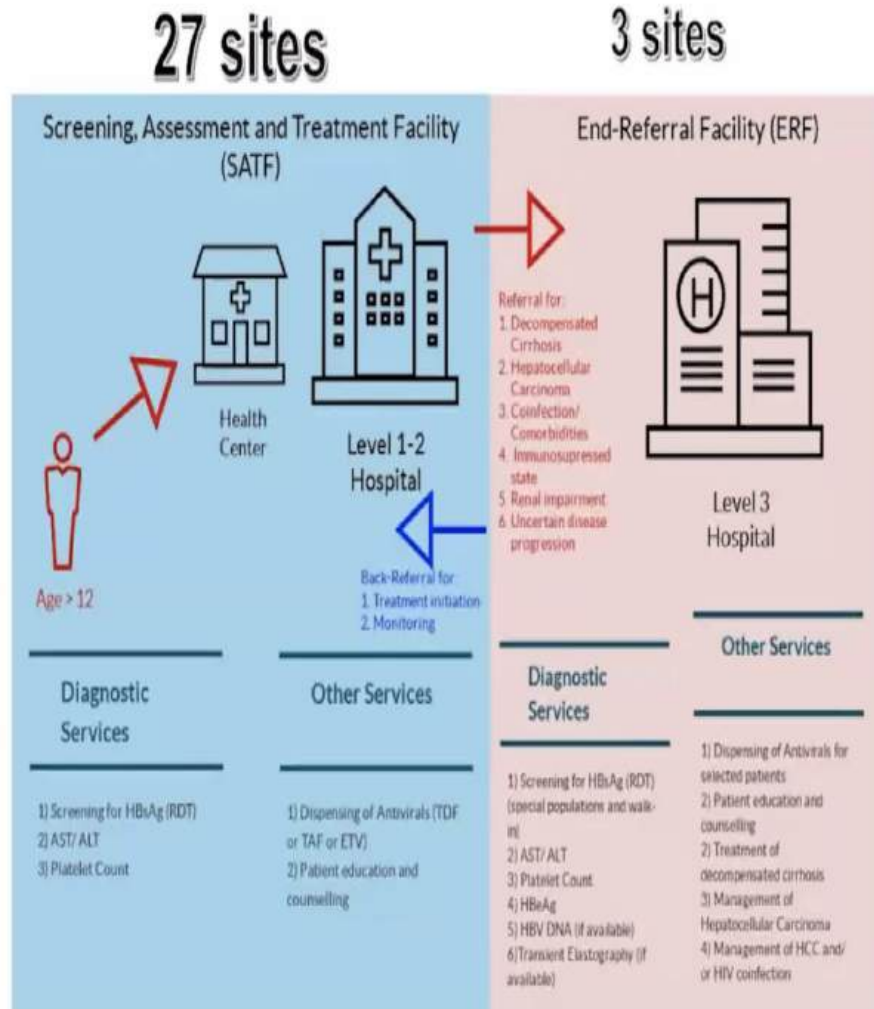 27 sites
3 sites
Screening, Assessment and Treatment Facility
(SATF)
Health
Center
Level 1-2
Hospital
Age > 12
Back-Referral for:
1. Treatment initiation
2. Monitoring
Diagnostic
Services
1) Screening for HBsAg (RDT)
2) AST/ ALT
3) Platelet Count
Other Services
1) Dispensing of Antivirals (TDF
or TAF or ETV)
2) Patient education and
counselling
End-Referral Facility (ERF)
Referral for:
1. Decompensated
Cirrhosis
2. Hepatocellular
Carcinoma
3. Coinfection/
Comorbidities
4. Immunosupressed
state
5. Renal impairment
6. Uncertain disease
progression
H
Level 3
Hospital
Diagnostic
Services
1) Screening for HBsAg (RDT)
(special populations and walk-
in)
2) AST/ ALT
3) Platelet Count
4) HBeAg
5) HBV DNA (if available)
6)Transient Elastography (if
available)
Other Services
1) Dispensing of Antivirals for
selected patients
2) Patient education and
counselling
2) Treatment of
decompensated cirrhosis
3) Management of
Hepatocellular Carcinoma
4) Management of HCC and/
or HIV coinfection